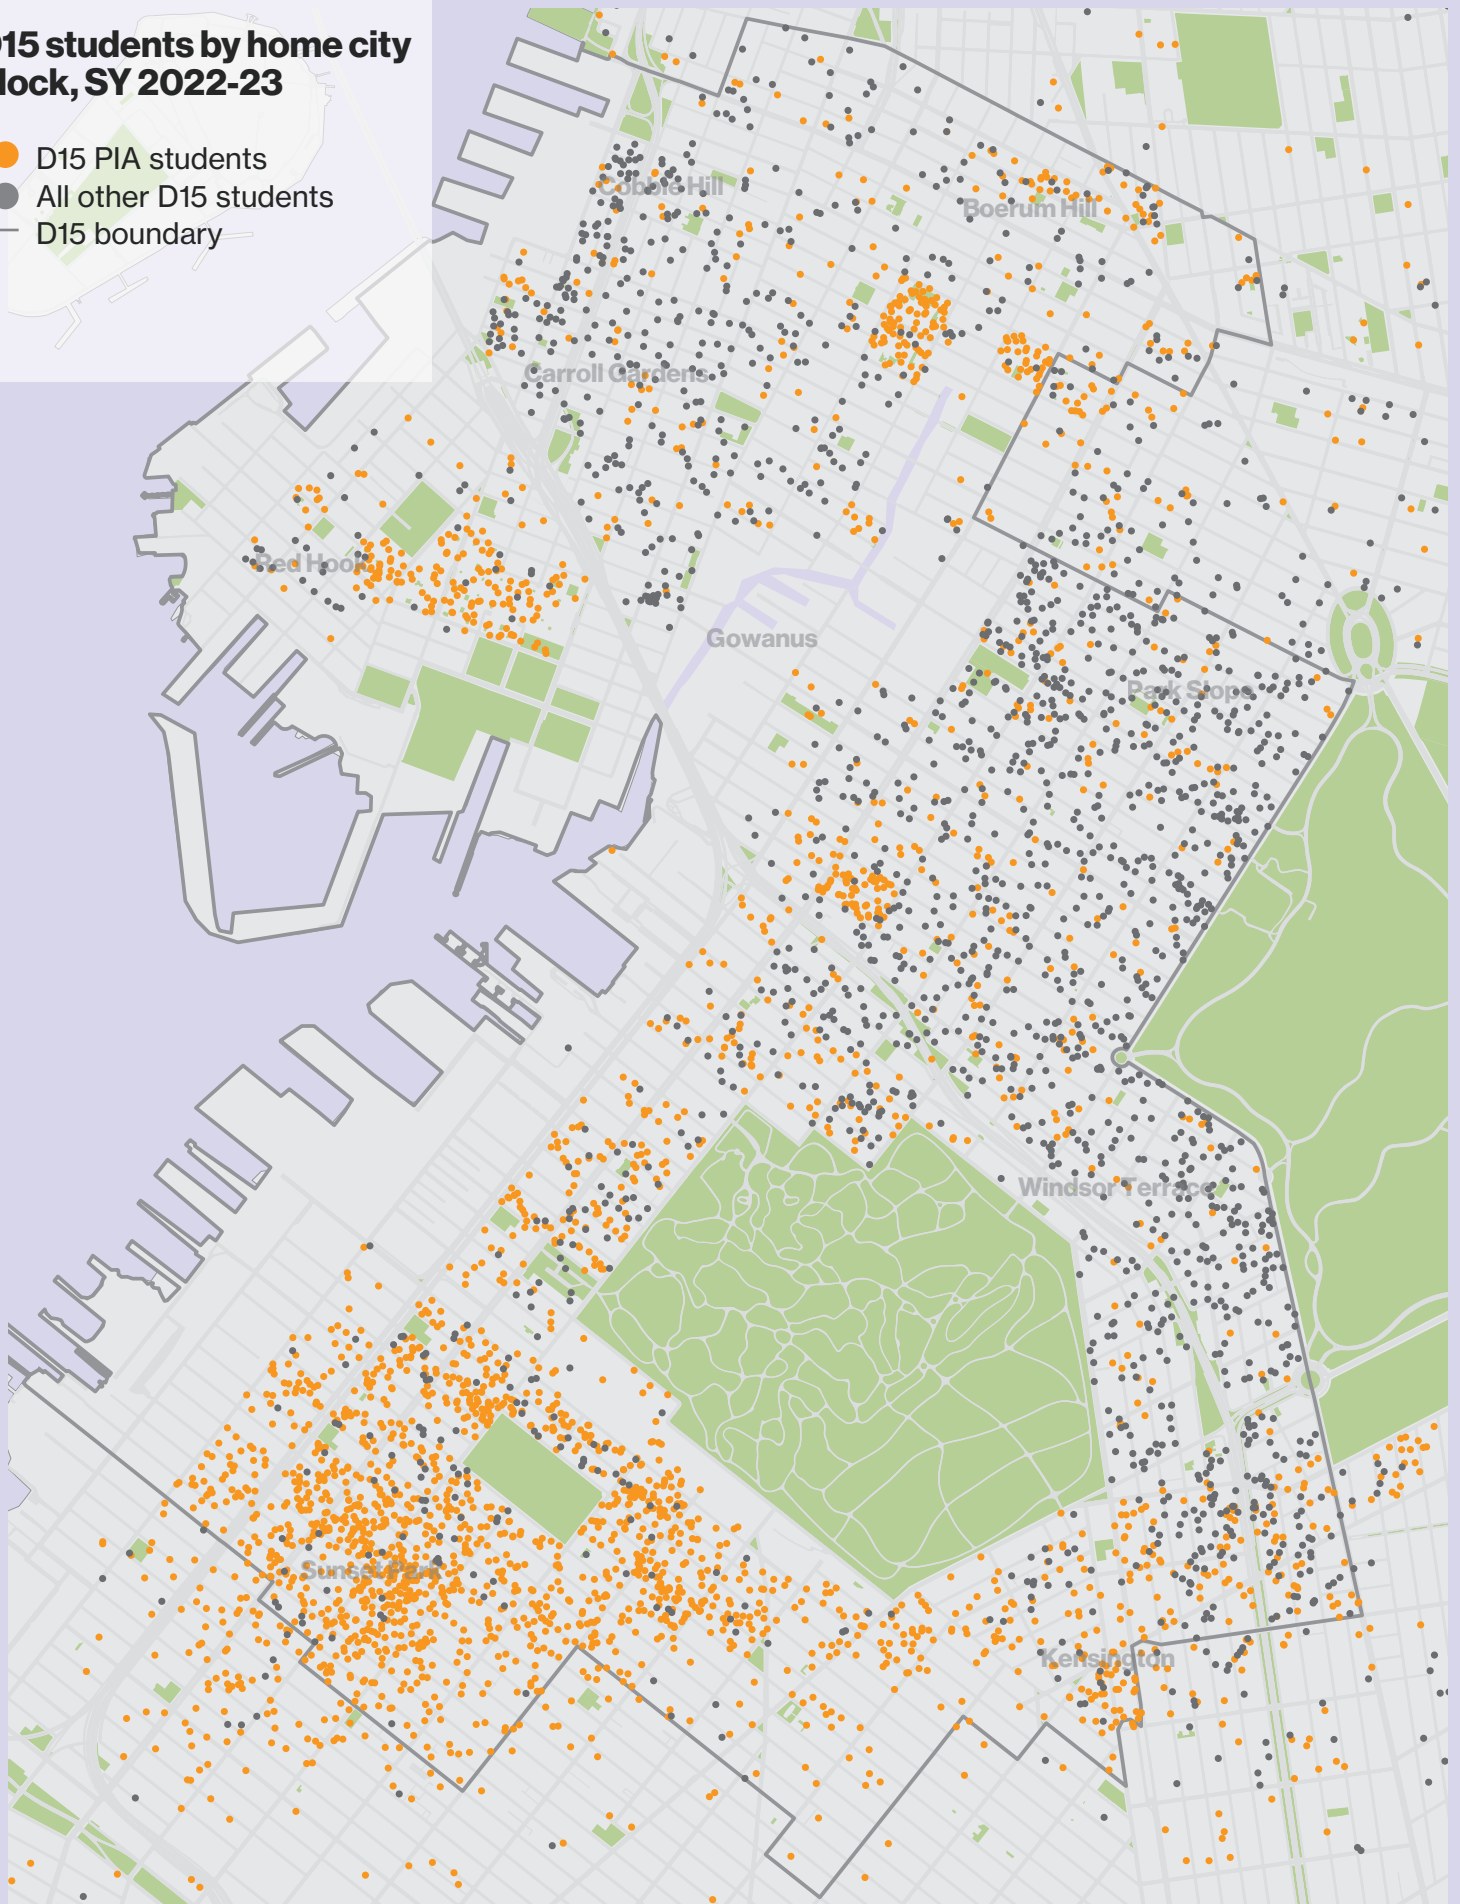 15 students by home city
lock, SY 2022-23
D15 PIA students
All other D15 students
D15 boundary
Cobble Hill
Boerum Hill
Carroll Gardens
Red Hook
Gowanus
Park Slope
Windsor Terrace
Sunset Park
Kensington